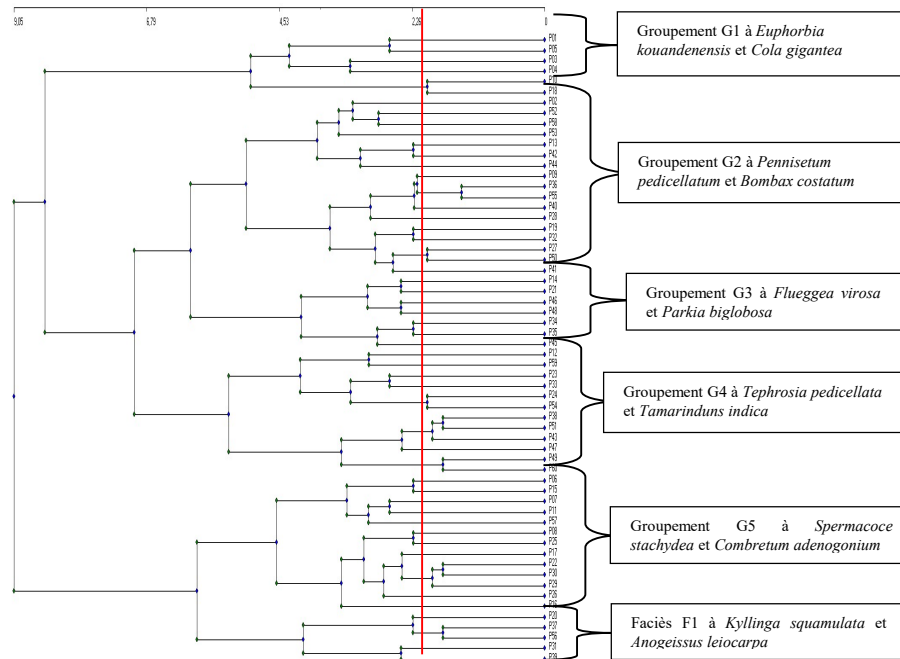 9,05 6,79 4,53 2,26 0
P01
P05
P03
P04
P10
P18
P02
P52
P58
P53
P13
P42
P44
P09
P36
P55
P40
P28
P19
P32
P27
P50
P41
P14
P21
P46
P48
P34
P35
P45
P12
P59
P23
P33
P24
P54
P38
P51
P43
P47
P49
P60
P06
P15
P07
P11
P57
P08
P25
P17
P22
P30
P29
P26
P16
P20
P37
P56
P31
P39
Groupement G1 à Euphorbia
kouandenensis et Cola gigantea
Groupement G2 à Pennisetum
pedicellatum et Bombax costatum
Groupement G3 à Flueggea virosa
et Parkia biglobosa
Groupement G4 à Tephrosia pedicellata
et Tamarinduns indica
Groupement G5 à Spermacoce
stachydea et Combretum adenogonium
Faciès F1 à Kyllinga squamulata et
Anogeissus leiocarpa